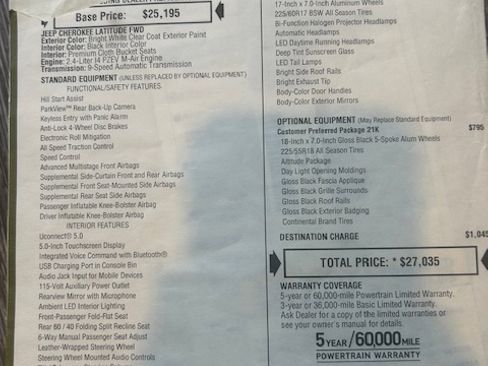 Base Price: $25,195
JEEP CHEROKEE LATITUDE FWD
Exterior Color: Bright White Clear Coat Exterior Paint
Interior Color: Black Interior Color
Interior: Premium Cloth Bucket Seats
Engine: 2.4-Liter I4 PZEV M-Air Engine
Transmission: 9-Speed Automatic Transmission
STANDARD EQUIPMENT (UNLESS REPLACED BY OPTIONAL EQUIPMENT)
FUNCTIONAL/SAFETY FEATURES
Hill Start Assist
ParkView™ Rear Back-Up Camera
Keyless Entry with Panic Alarm
Anti-Lock 4-Wheel Disc Brakes
Electronic Roll Mitigation
All Speed Traction Control
Speed Control
Advanced Multistage Front Airbags
Supplemental Side-Curtain Front and Rear Airbags
Supplemental Front Seat-Mounted Side Airbags
Supplemental Rear Seat Side Airbags
Passenger Inflatable Knee-Bolster Airbag
Driver Inflatable Knee-Bolster Airbag
INTERIOR FEATURES
Uconnect® 5.0
5.0-Inch Touchscreen Display
Integrated Voice Command with Bluetooth®
USB Charging Port in Console Bin
Audio Jack Input for Mobile Devices
115-Volt Auxiliary Power Outlet
Rearview Mirror with Microphone
Ambient LED Interior Lighting
Front-Passenger Fold-Flat Seat
Rear 60 / 40 Folding Split Recline Seat
6-Way Manual Passenger Seat Adjust
Leather-Wrapped Steering Wheel
Steering Wheel Mounted Audio Controls
17-Inch x 7.0-Inch Aluminum Wheels
225/60R17 BSW All Season Tires
Bi-Function Halogen Projector Headlamps
Automatic Headlamps
LED Daytime Running Headlamps
Deep Tint Sunscreen Glass
LED Tail Lamps
Bright Side Roof Rails
Bright Exhaust Tip
Body-Color Door Handles
Body-Color Exterior Mirrors
OPTIONAL EQUIPMENT (May Replace Standard Equipment)
Customer Preferred Package 21K $795
18-Inch x 7.0-Inch Gloss Black 5-Spoke Alum Wheels
225/55R18 All Season Tires
Altitude Package
Day Light Opening Moldings
Gloss Black Fascia Applique
Gloss Black Grille Surrounds
Gloss Black Roof Rails
Gloss Black Exterior Badging
Continental Brand Tires
DESTINATION CHARGE $1,045
TOTAL PRICE: * $27,035
WARRANTY COVERAGE
5-year or 60,000-mile Powertrain Limited Warranty.
3-year or 36,000-mile Basic Limited Warranty.
Ask Dealer for a copy of the limited warranties or
see your owner's manual for details.
5 YEAR/60,000 MILE
POWERTRAIN WARRANTY